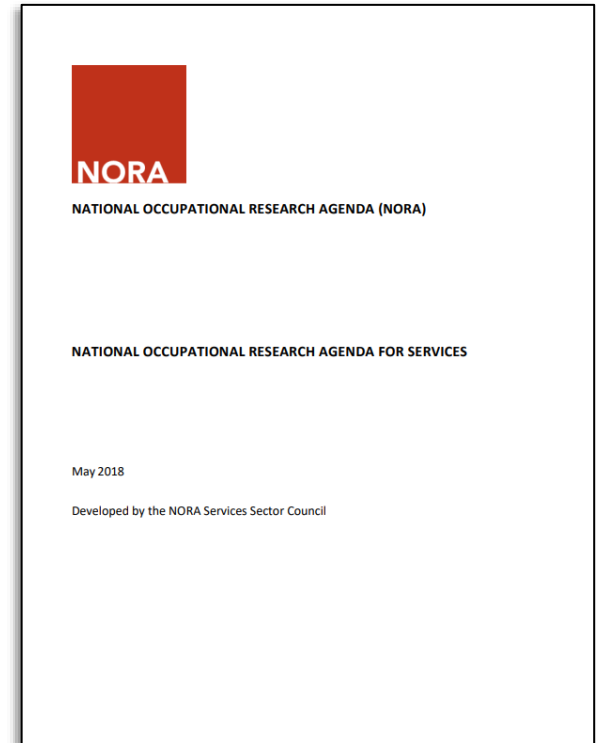 NORA
NATIONAL OCCUPATIONAL RESEARCH AGENDA (NORA)
NATIONAL OCCUPATIONAL RESEARCH AGENDA FOR SERVICES
May 2018
Developed by the NORA Services Sector Council